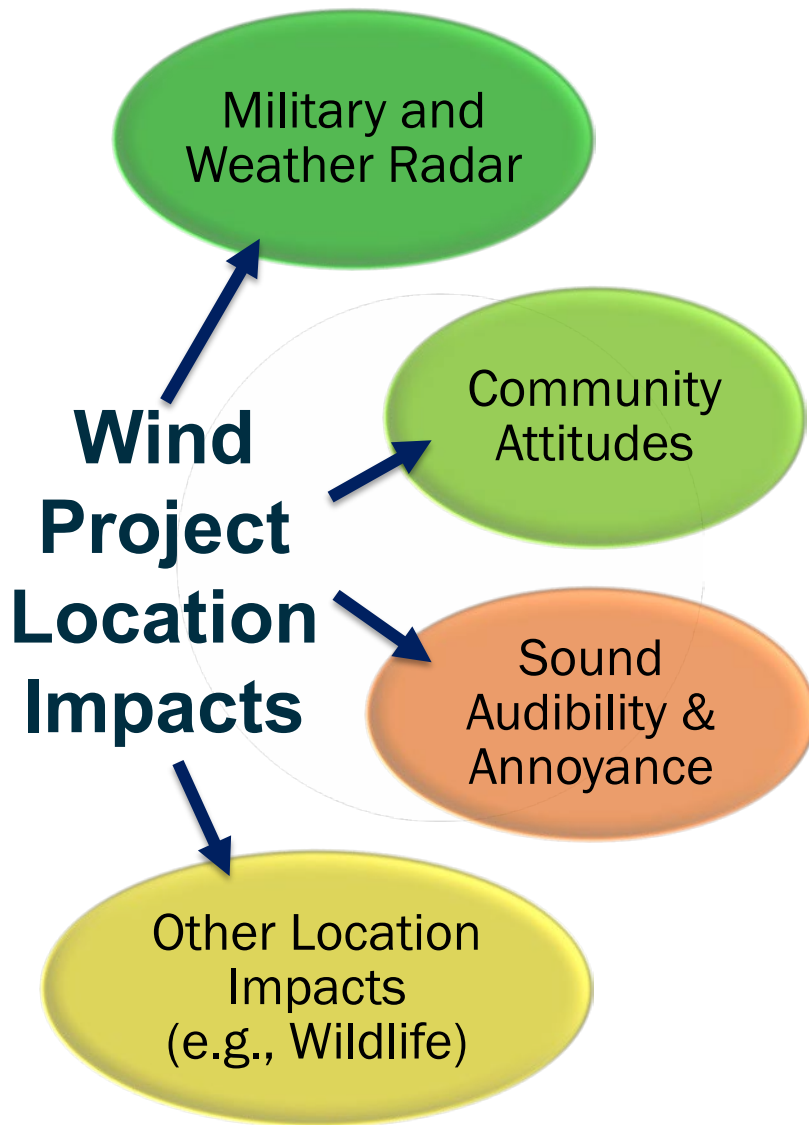 Military and
Weather Radar
Community
Attitudes
Wind
Project
Location
Impacts
Sound
Audibility &
Annoyance
Other Location
Impacts
(e.g., Wildlife)